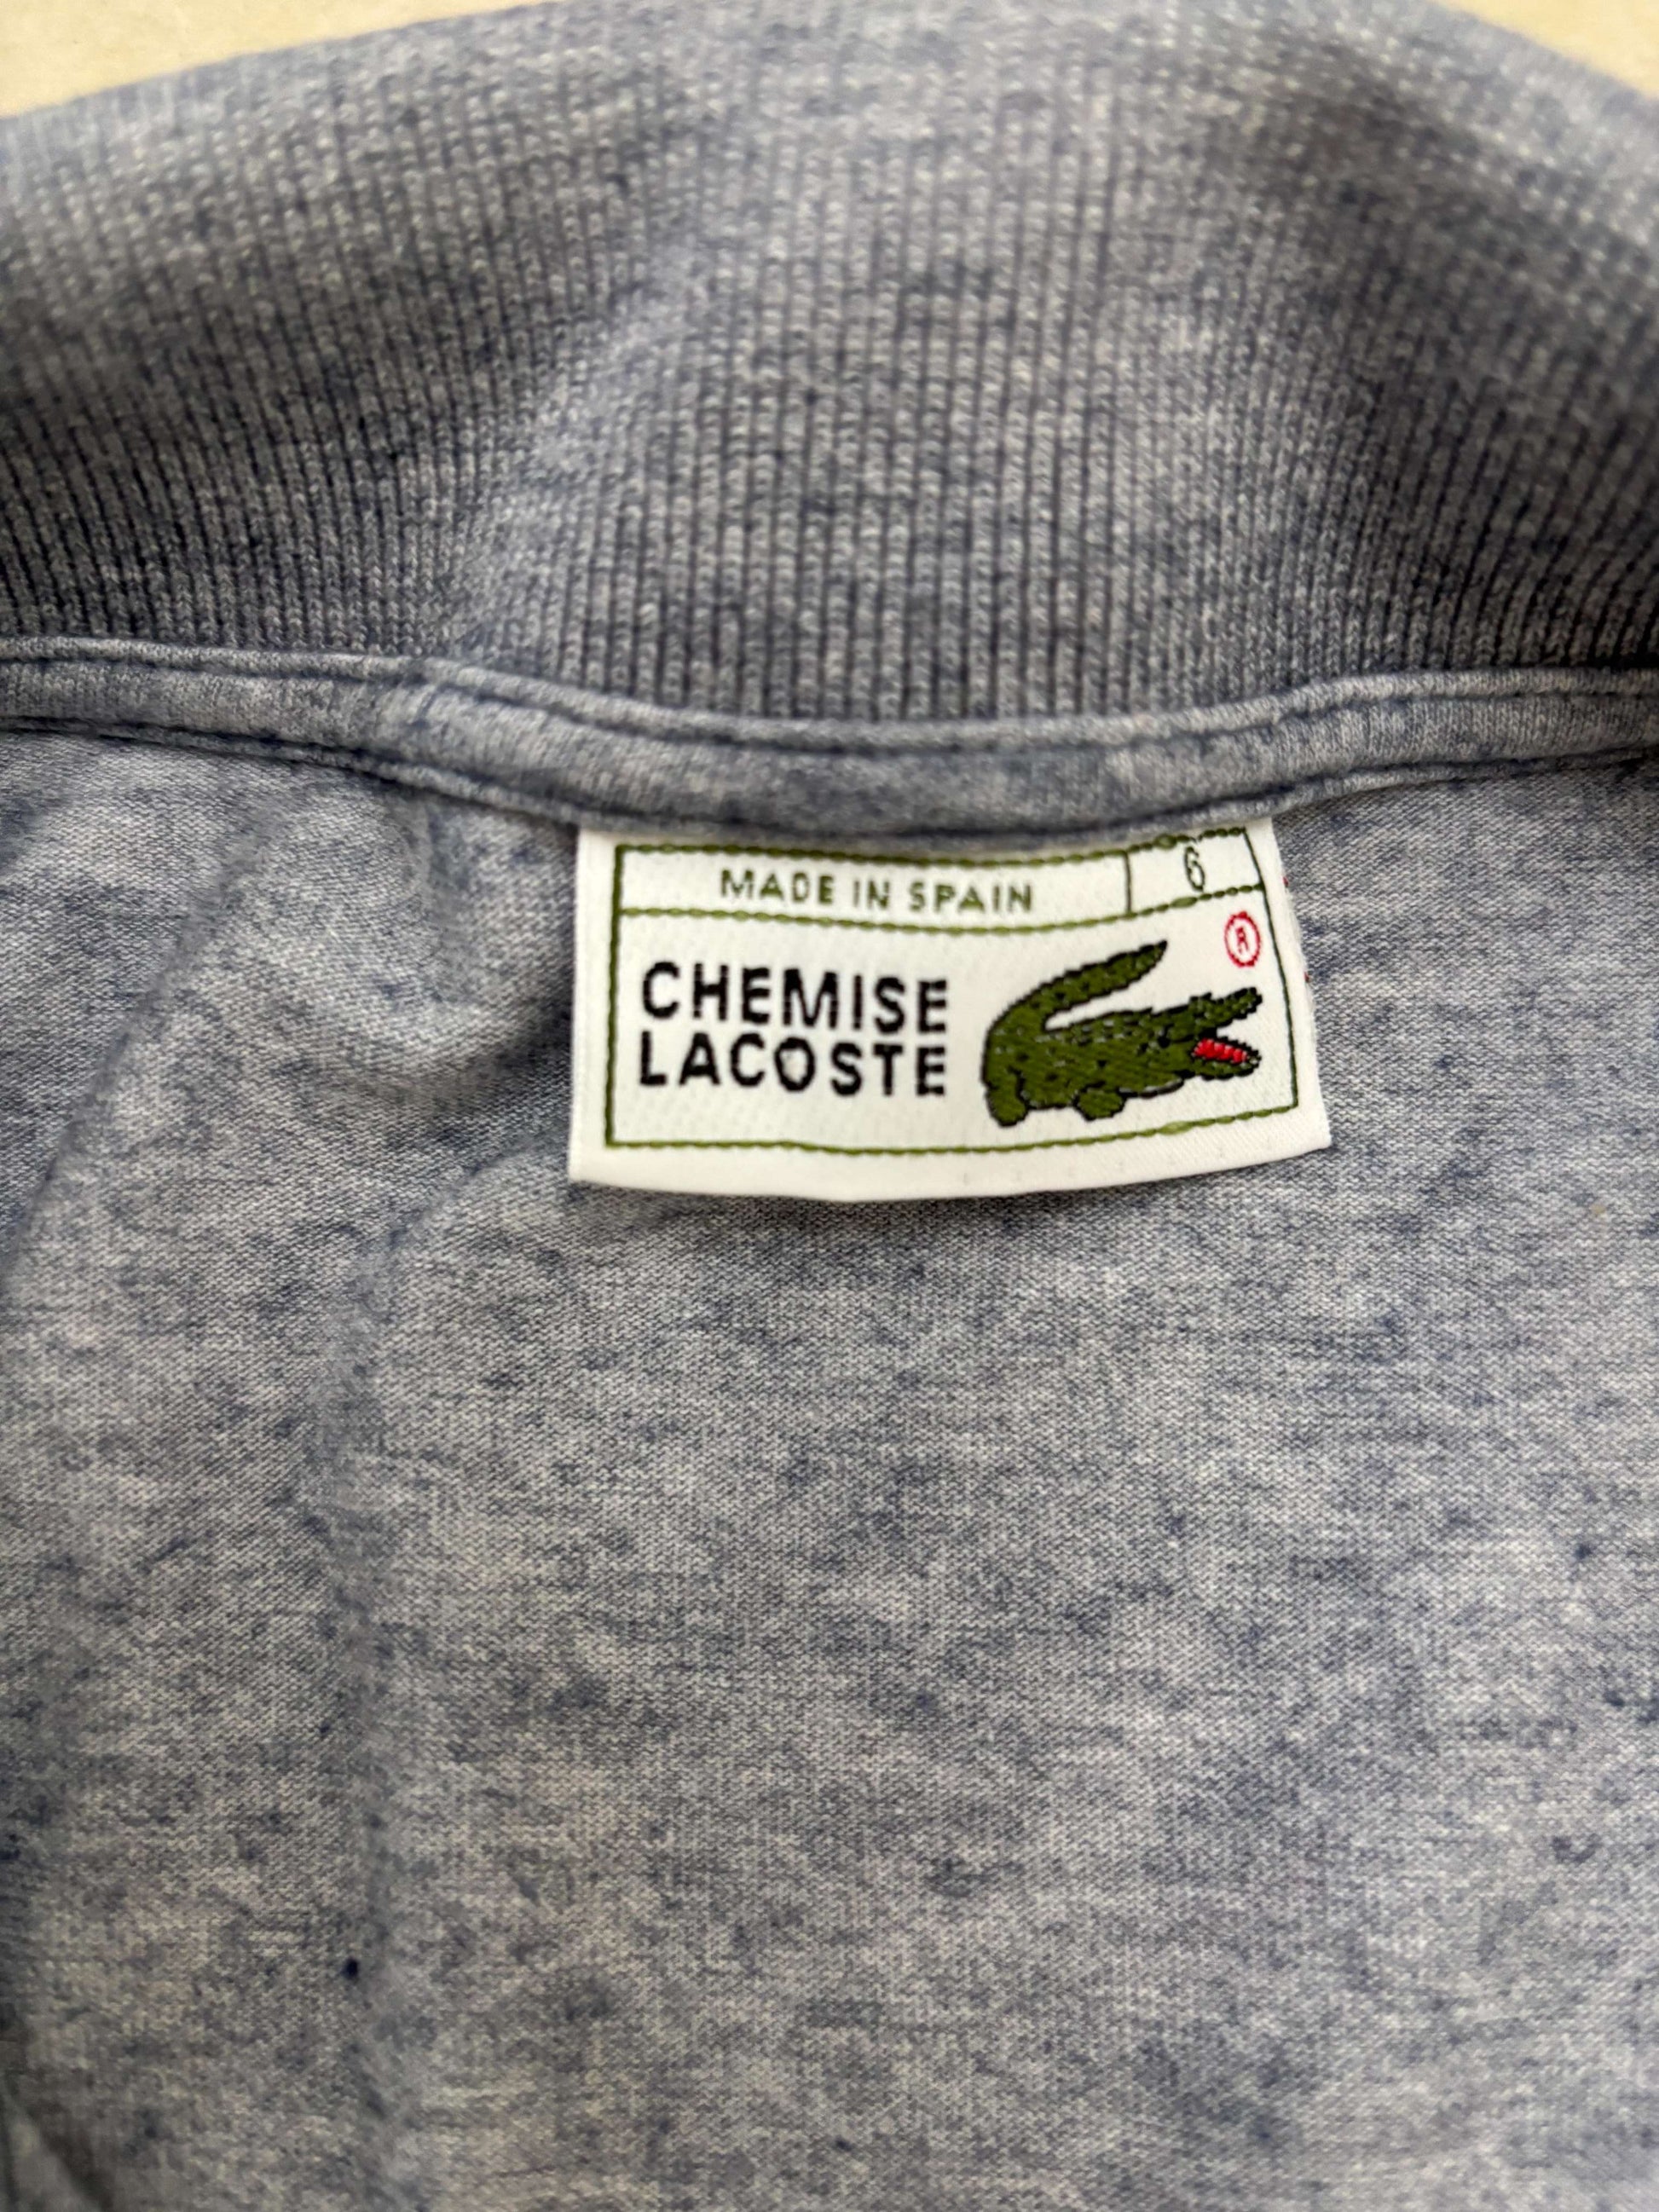 MADE IN SPAIN 6
®
CHEMISE
LACOSTE